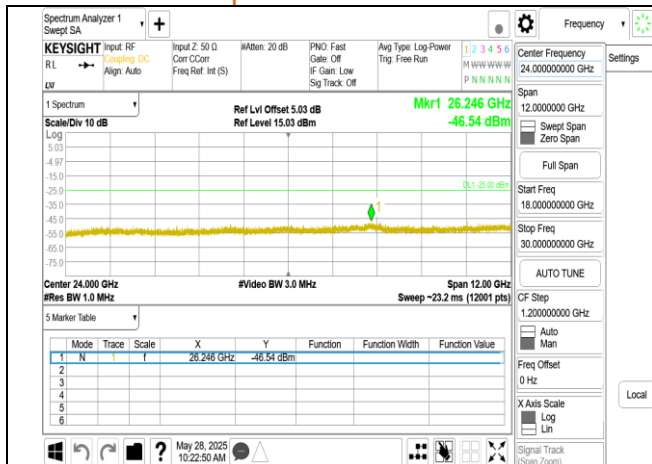 Spectrum Analyzer 1
Swept SA
Frequency
KEYSIGHT
RL
Input: RF
Coupling: DC
Align: Auto
Input Z: 50 Ω
Corr CCorr
Freq Ref: Int (S)
#Atten: 20 dB
PNO: Fast
Gate: Off
IF Gain: Low
Sig Track: Off
Avg Type: Log-Power
Trig: Free Run
1 2 3 4 5 6
M W W W W W
P N N N N N
Center Frequency
24.000000000 GHz
Settings
1 Spectrum
Ref Lvl Offset 5.03 dB
Mkr1 26.246 GHz
Scale/Div 10 dB
Ref Level 15.03 dBm
-46.54 dBm
Span
12.0000000 GHz
Swept Span
Zero Span
Log
5.03
-4.97
-15.0
-25.0
-35.0
-45.0
-55.0
-65.0
-75.0
DL1 -25.00 dBm
1
Full Span
Start Freq
18.000000000 GHz
Stop Freq
30.000000000 GHz
AUTO TUNE
Center 24.000 GHz
#Video BW 3.0 MHz
Span 12.00 GHz
#Res BW 1.0 MHz
Sweep ~23.2 ms (12001 pts)
CF Step
1.200000000 GHz
Auto
Man
5 Marker Table
Mode Trace Scale X Y Function Function Width Function Value
1 N 1 f 26.246 GHz -46.54 dBm
2
3
4
5
6
Freq Offset
0 Hz
X Axis Scale
Log
Lin
Local
Signal Track
(Span Zoom)
?
May 28, 2025
10:22:50 AM